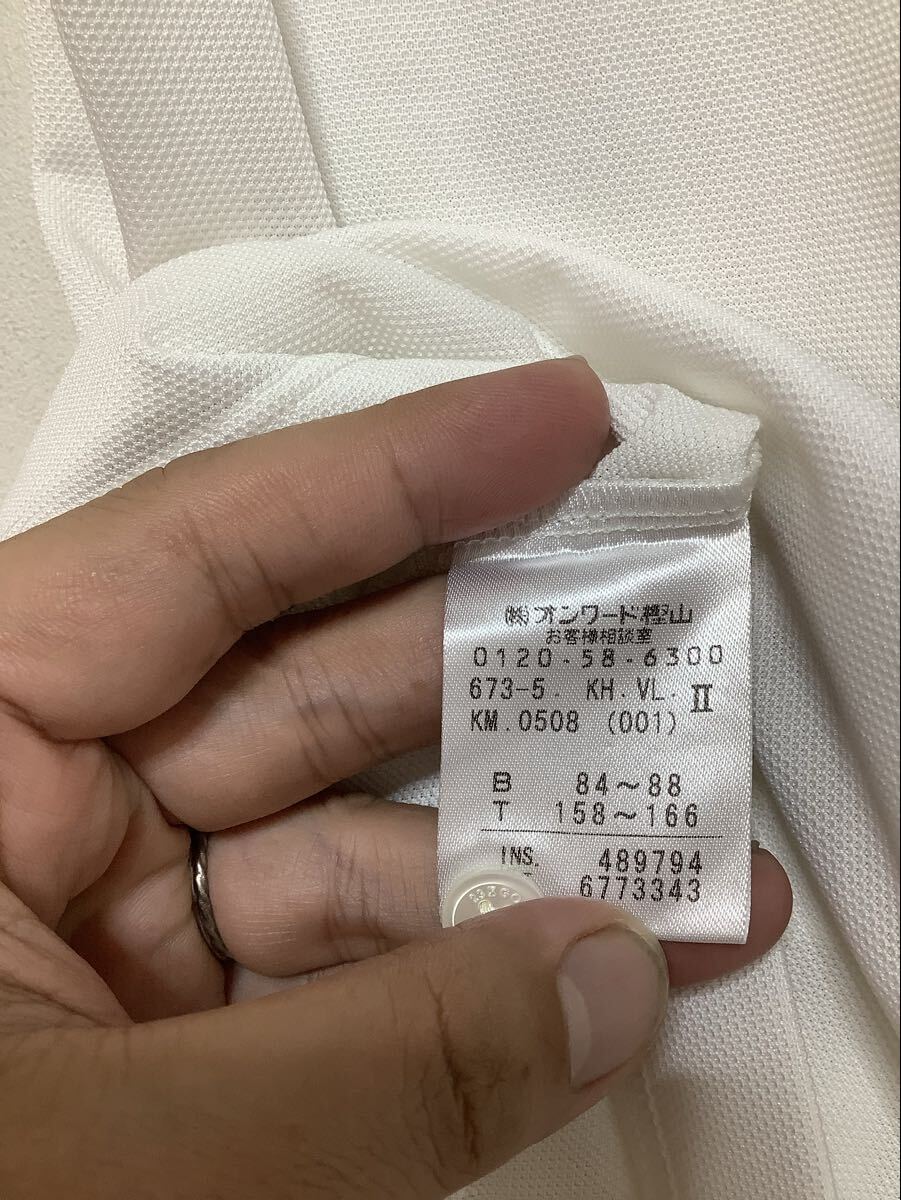 ㈱オンワード樫山
お客様相談室
0120-58-6300
673-5. KH.VL. II
KM.0508 (001)
B 84～88
T 158～166
INS. 489794
6773343